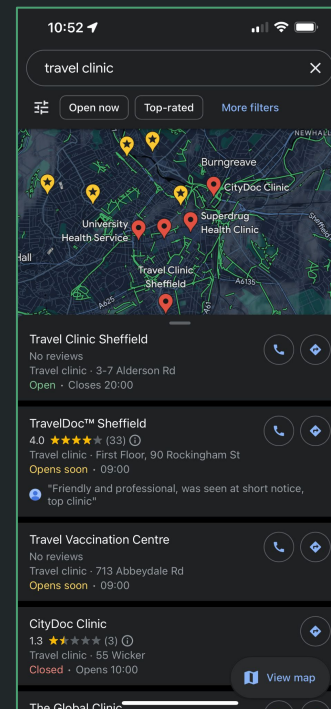 10:52
travel clinic
Open now
Top-rated
More filters
NEWHALL
Burngreave
CityDoc Clinic
University
Health Service
Superdrug
Health Clinic
Sheffield
Hall
Travel Clinic
Sheffield
A6135
A625
A61
Travel Clinic Sheffield
No reviews
Travel clinic · 3-7 Alderson Rd
Open · Closes 20:00
TravelDoc™ Sheffield
4.0 (33)
Travel clinic · First Floor, 90 Rockingham St
Opens soon · 09:00
"Friendly and professional, was seen at short notice,
top clinic"
Travel Vaccination Centre
No reviews
Travel clinic · 713 Abbeydale Rd
Opens soon · 09:00
CityDoc Clinic
1.3 (3)
Travel clinic · 55 Wicker
Closed · Opens 10:00
View map
The Global Clinic